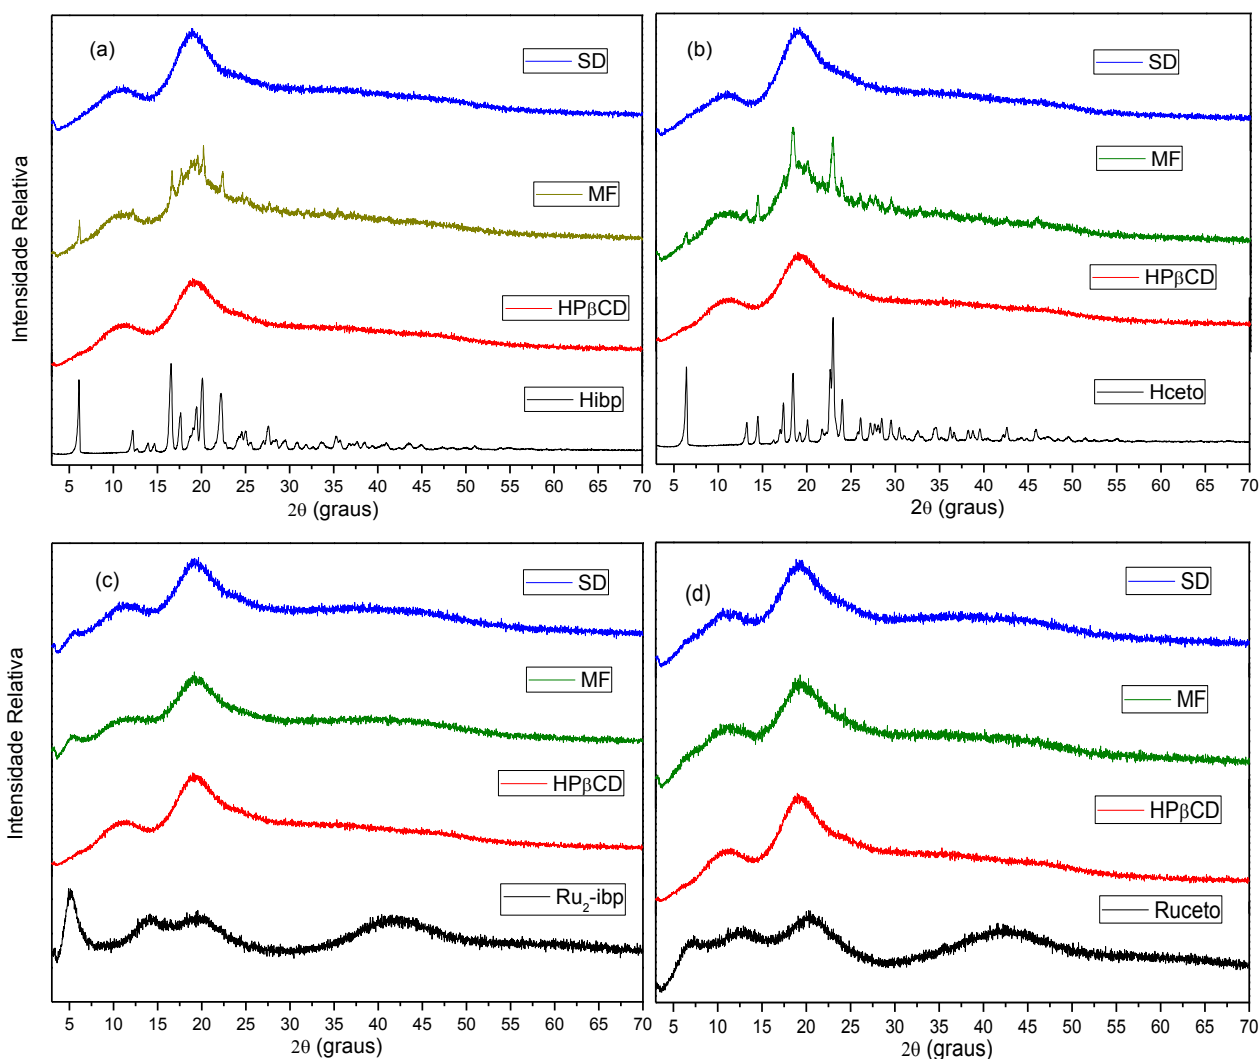 (a)
SD
MF
HPβCD
Hibp
Intensidade Relativa
5 10 15 20 25 30 35 40 45 50 55 60 65 70
2θ (graus)
(b)
SD
MF
HPβCD
Hceto
5 10 15 20 25 30 35 40 45 50 55 60 65 70
2θ (graus)
(c)
SD
MF
HPβCD
Ru₂-ibp
Intensidade Relativa
5 10 15 20 25 30 35 40 45 50 55 60 65 70
2θ (graus)
(d)
SD
MF
HPβCD
Ruceto
5 10 15 20 25 30 35 40 45 50 55 60 65 70
2θ (graus)